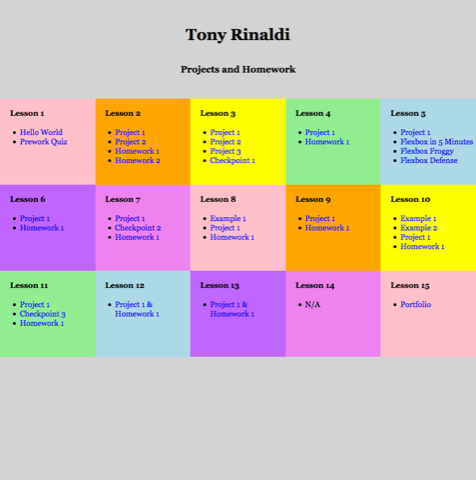 Tony Rinaldi
Projects and Homework
Lesson 1
Hello World
Prework Quiz
Lesson 2
Project 1
Project 2
Homework 1
Homework 2
Lesson 3
Project 1
Project 2
Project 3
Checkpoint 1
Lesson 4
Project 1
Homework 1
Lesson 5
Project 1
Flexbox in 5 Minutes
Flexbox Froggy
Flexbox Defense
Lesson 6
Project 1
Homework 1
Lesson 7
Project 1
Checkpoint 2
Homework 1
Lesson 8
Example 1
Project 1
Homework 1
Lesson 9
Project 1
Homework 1
Lesson 10
Example 1
Example 2
Project 1
Homework 1
Lesson 11
Project 1
Checkpoint 3
Homework 1
Lesson 12
Project 1 &
Homework 1
Lesson 13
Project 1 &
Homework 1
Lesson 14
N/A
Lesson 15
Portfolio